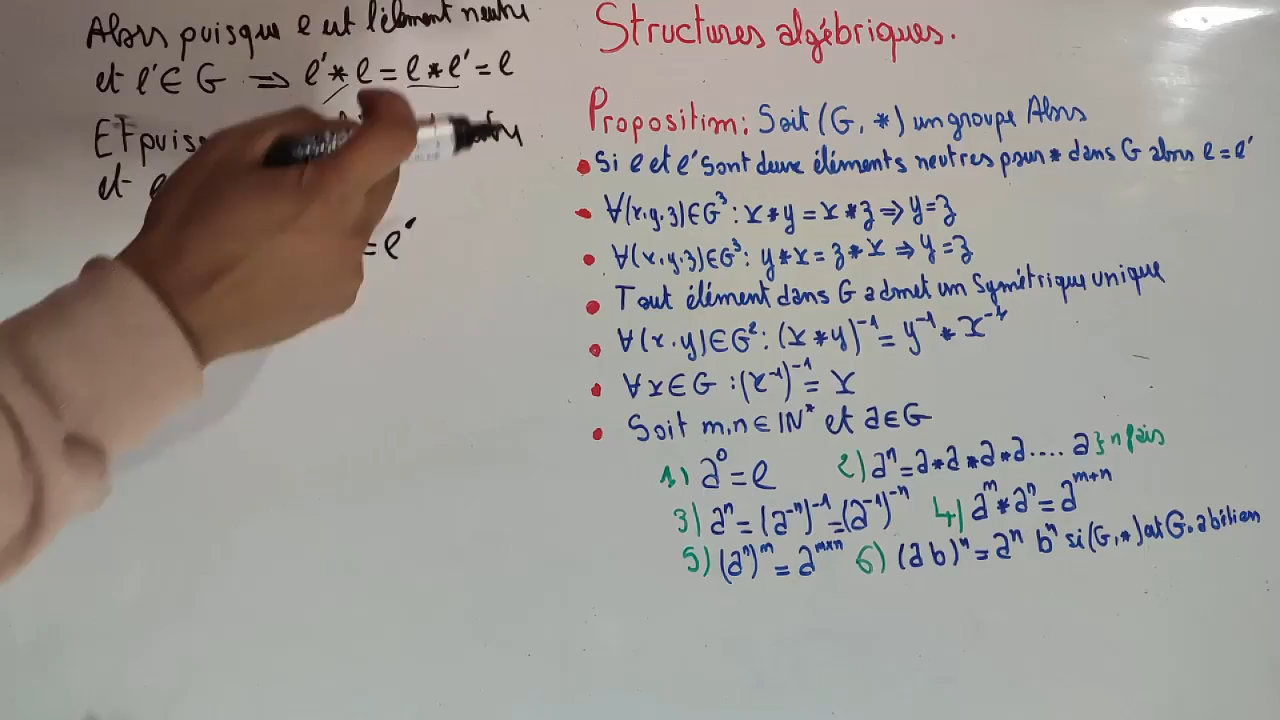 Alors puisque e est l'élément neutre
et e' ∈ G ⟹ e' * e = e * e' = e
ET puis
et
= e'
Structures algébriques.
Proposition: Soit (G, *) un groupe Alors
• Si e et e' sont deux éléments neutres pour * dans G alors e = e'
• ∀(x,y,z) ∈ G³ : x * y = x * z ⟹ y = z
• ∀(x,y,z) ∈ G³ : y * x = z * x ⟹ y = z
• Tout élément dans G admet un Symétrique unique
• ∀(x,y) ∈ G² : (x * y)⁻¹ = y⁻¹ * x⁻¹
• ∀x ∈ G : (x⁻¹)⁻¹ = x
• Soit m,n ∈ IN* et a ∈ G
1) a⁰ = e 2) aⁿ = a * a * a * a .... a } n fois
3) aⁿ = (a⁻ⁿ)⁻¹ = (a⁻¹)⁻ⁿ 4) aᵐ * aⁿ = aᵐ⁺ⁿ
5) (aⁿ)ᵐ = a^{m×n} 6) (a b)ⁿ = aⁿ bⁿ si (G, *) est G. abélien